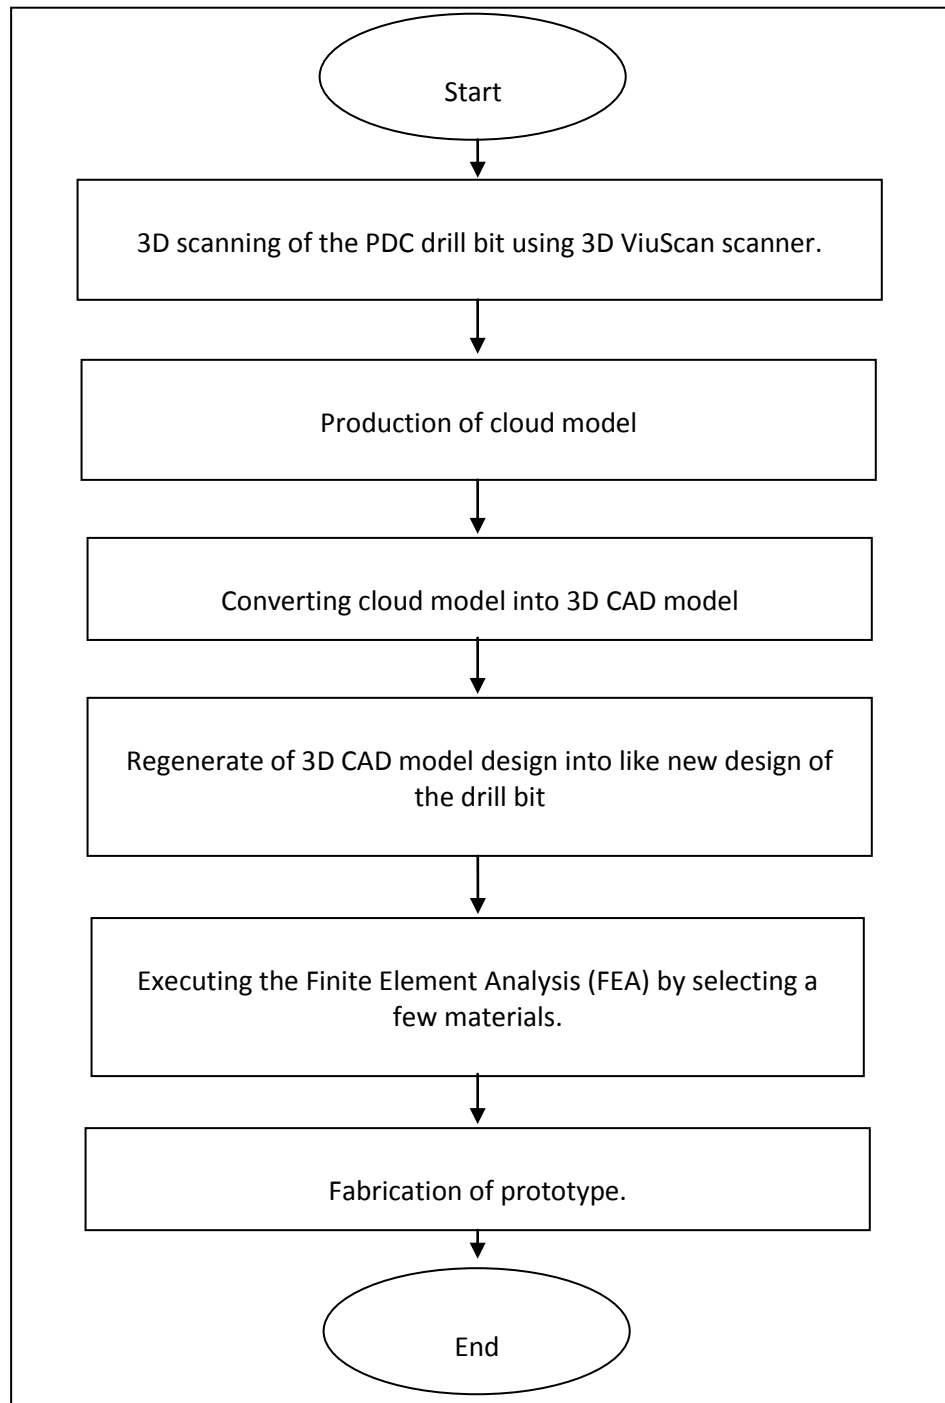 Start
3D scanning of the PDC drill bit using 3D ViuScan scanner.
Production of cloud model
Converting cloud model into 3D CAD model
Regenerate of 3D CAD model design into like new design of
the drill bit
Executing the Finite Element Analysis (FEA) by selecting a
few materials.
Fabrication of prototype.
End